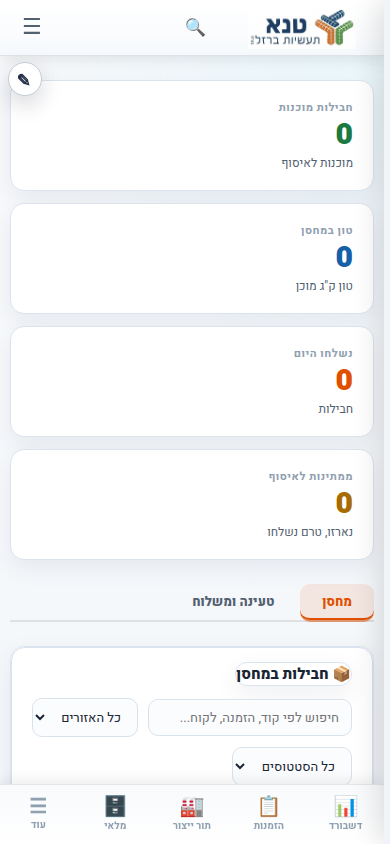 טנא
תעשיות ברזל
חבילות מוכנות
0
מוכנות לאיסוף
טון במחסן
0
טון ק"ג מוכן
נשלחו היום
0
חבילות
ממתינות לאיסוף
0
נארזו, טרם נשלחו
מחסן טעינה ומשלוח
חבילות במחסן
חיפוש לפי קוד, הזמנה, לקוח... כל האזורים
כל הסטטוסים
דשבורד הזמנות תור ייצור מלאי עוד